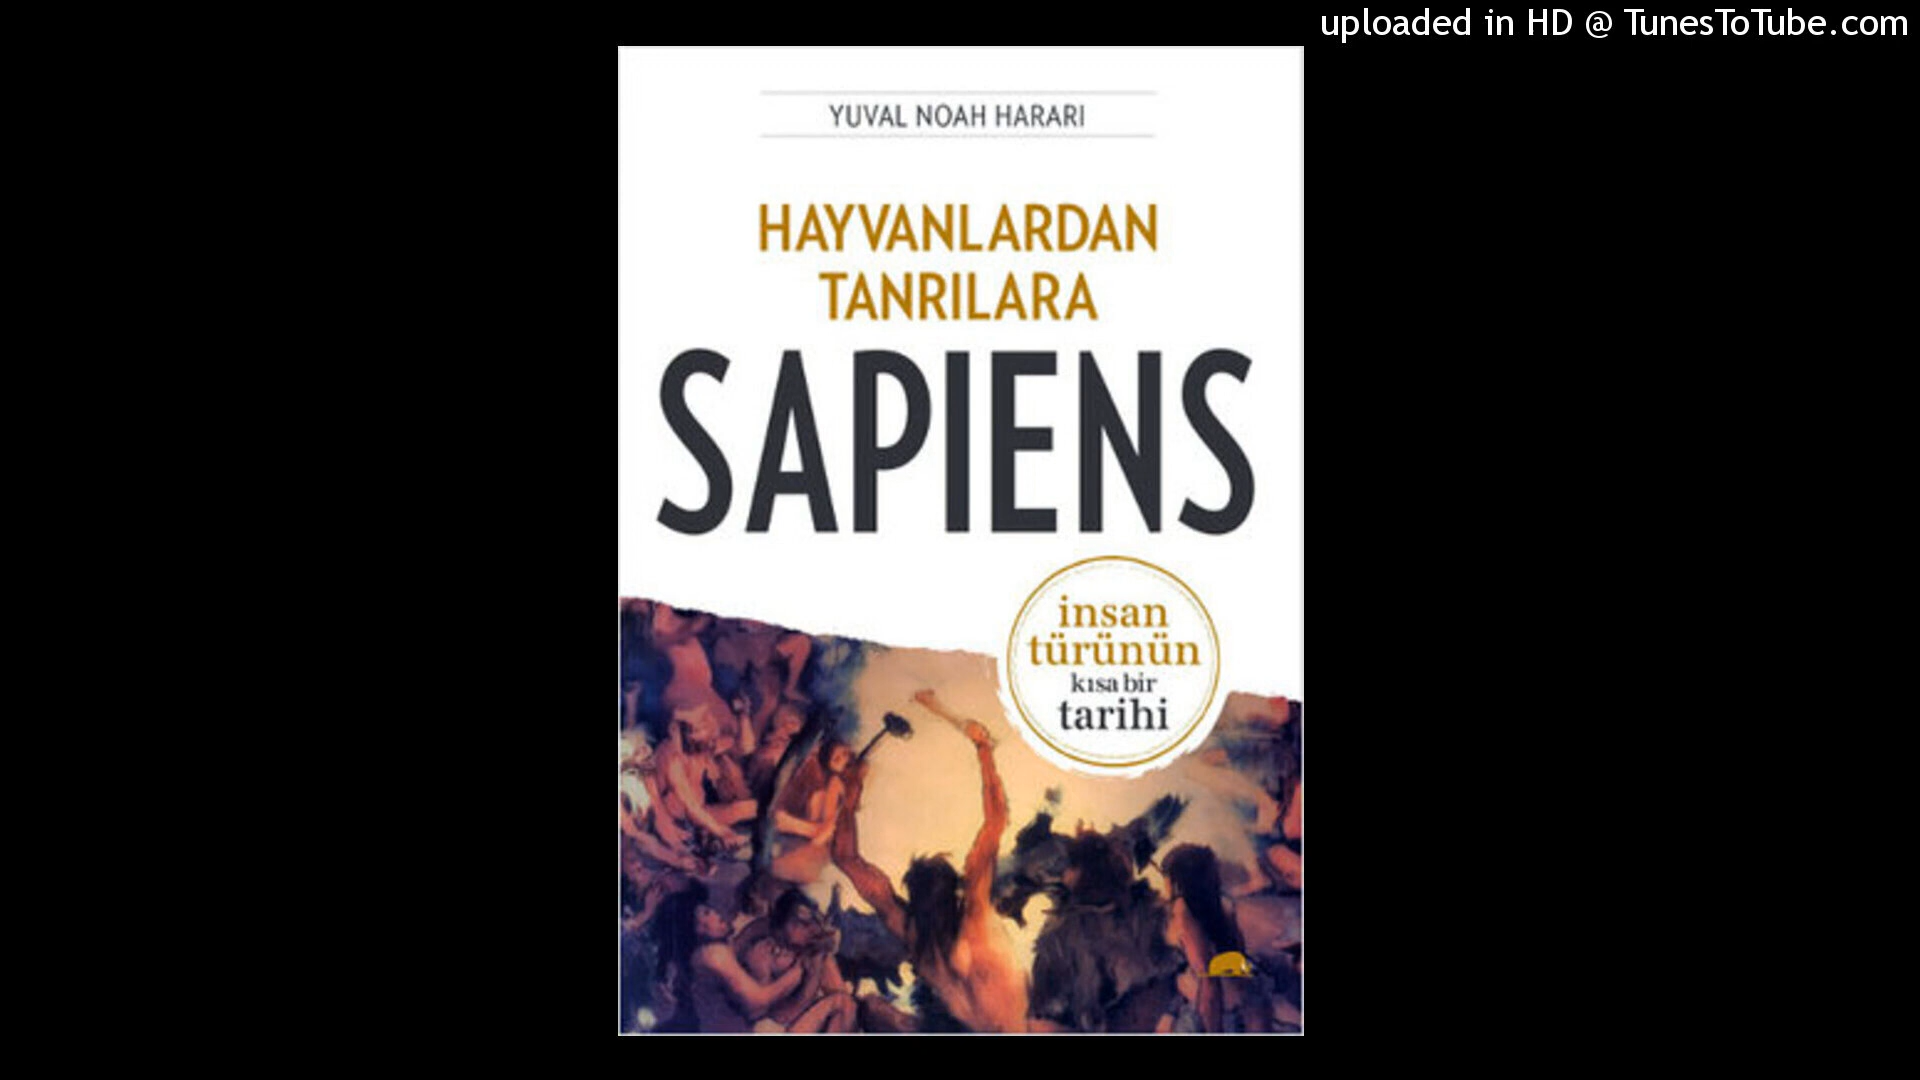 uploaded in HD @ TunesToTube.com
YUVAL NOAH HARARI
HAYVANLARDAN
TANRILARA
SAPIENS
insan
türünün
kısa bir
tarihi